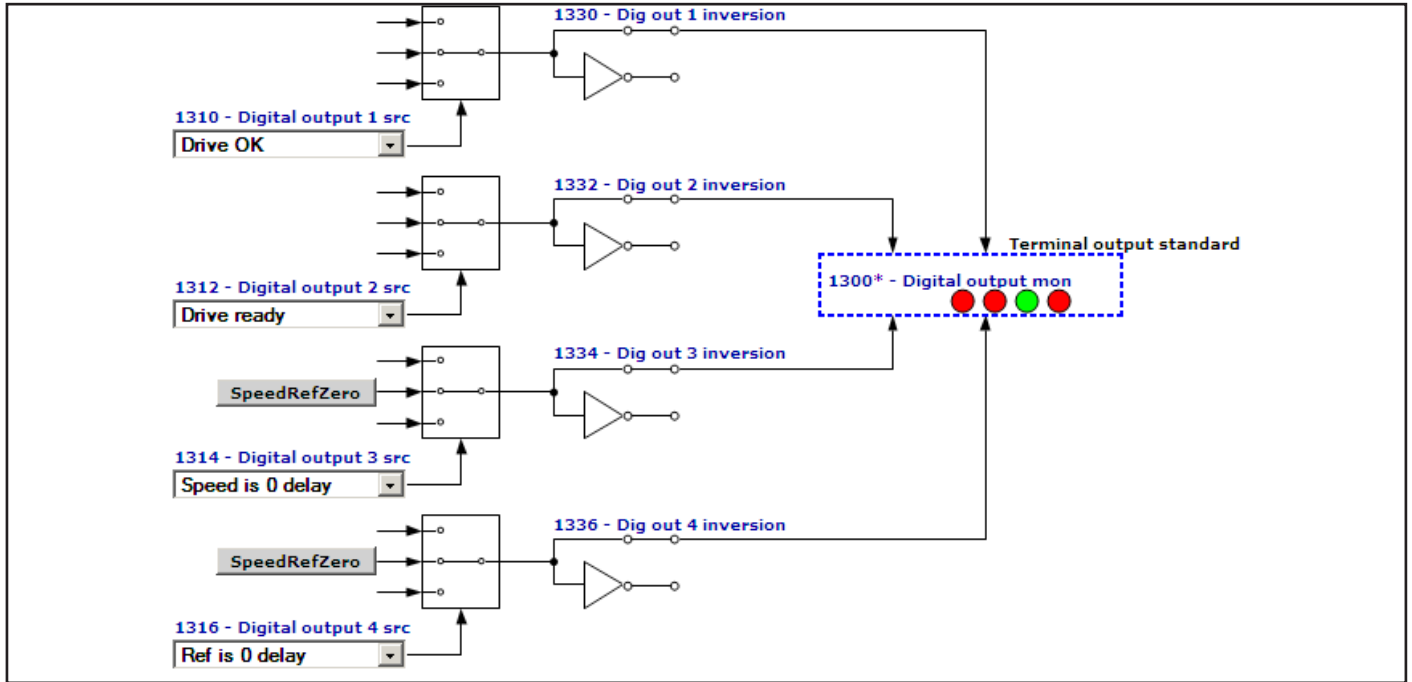 1330 - Dig out 1 inversion
1310 - Digital output 1 src
Drive OK
1332 - Dig out 2 inversion
Terminal output standard
1300* - Digital output mon
1312 - Digital output 2 src
Drive ready
1334 - Dig out 3 inversion
SpeedRefZero
1314 - Digital output 3 src
Speed is 0 delay
1336 - Dig out 4 inversion
SpeedRefZero
1316 - Digital output 4 src
Ref is 0 delay